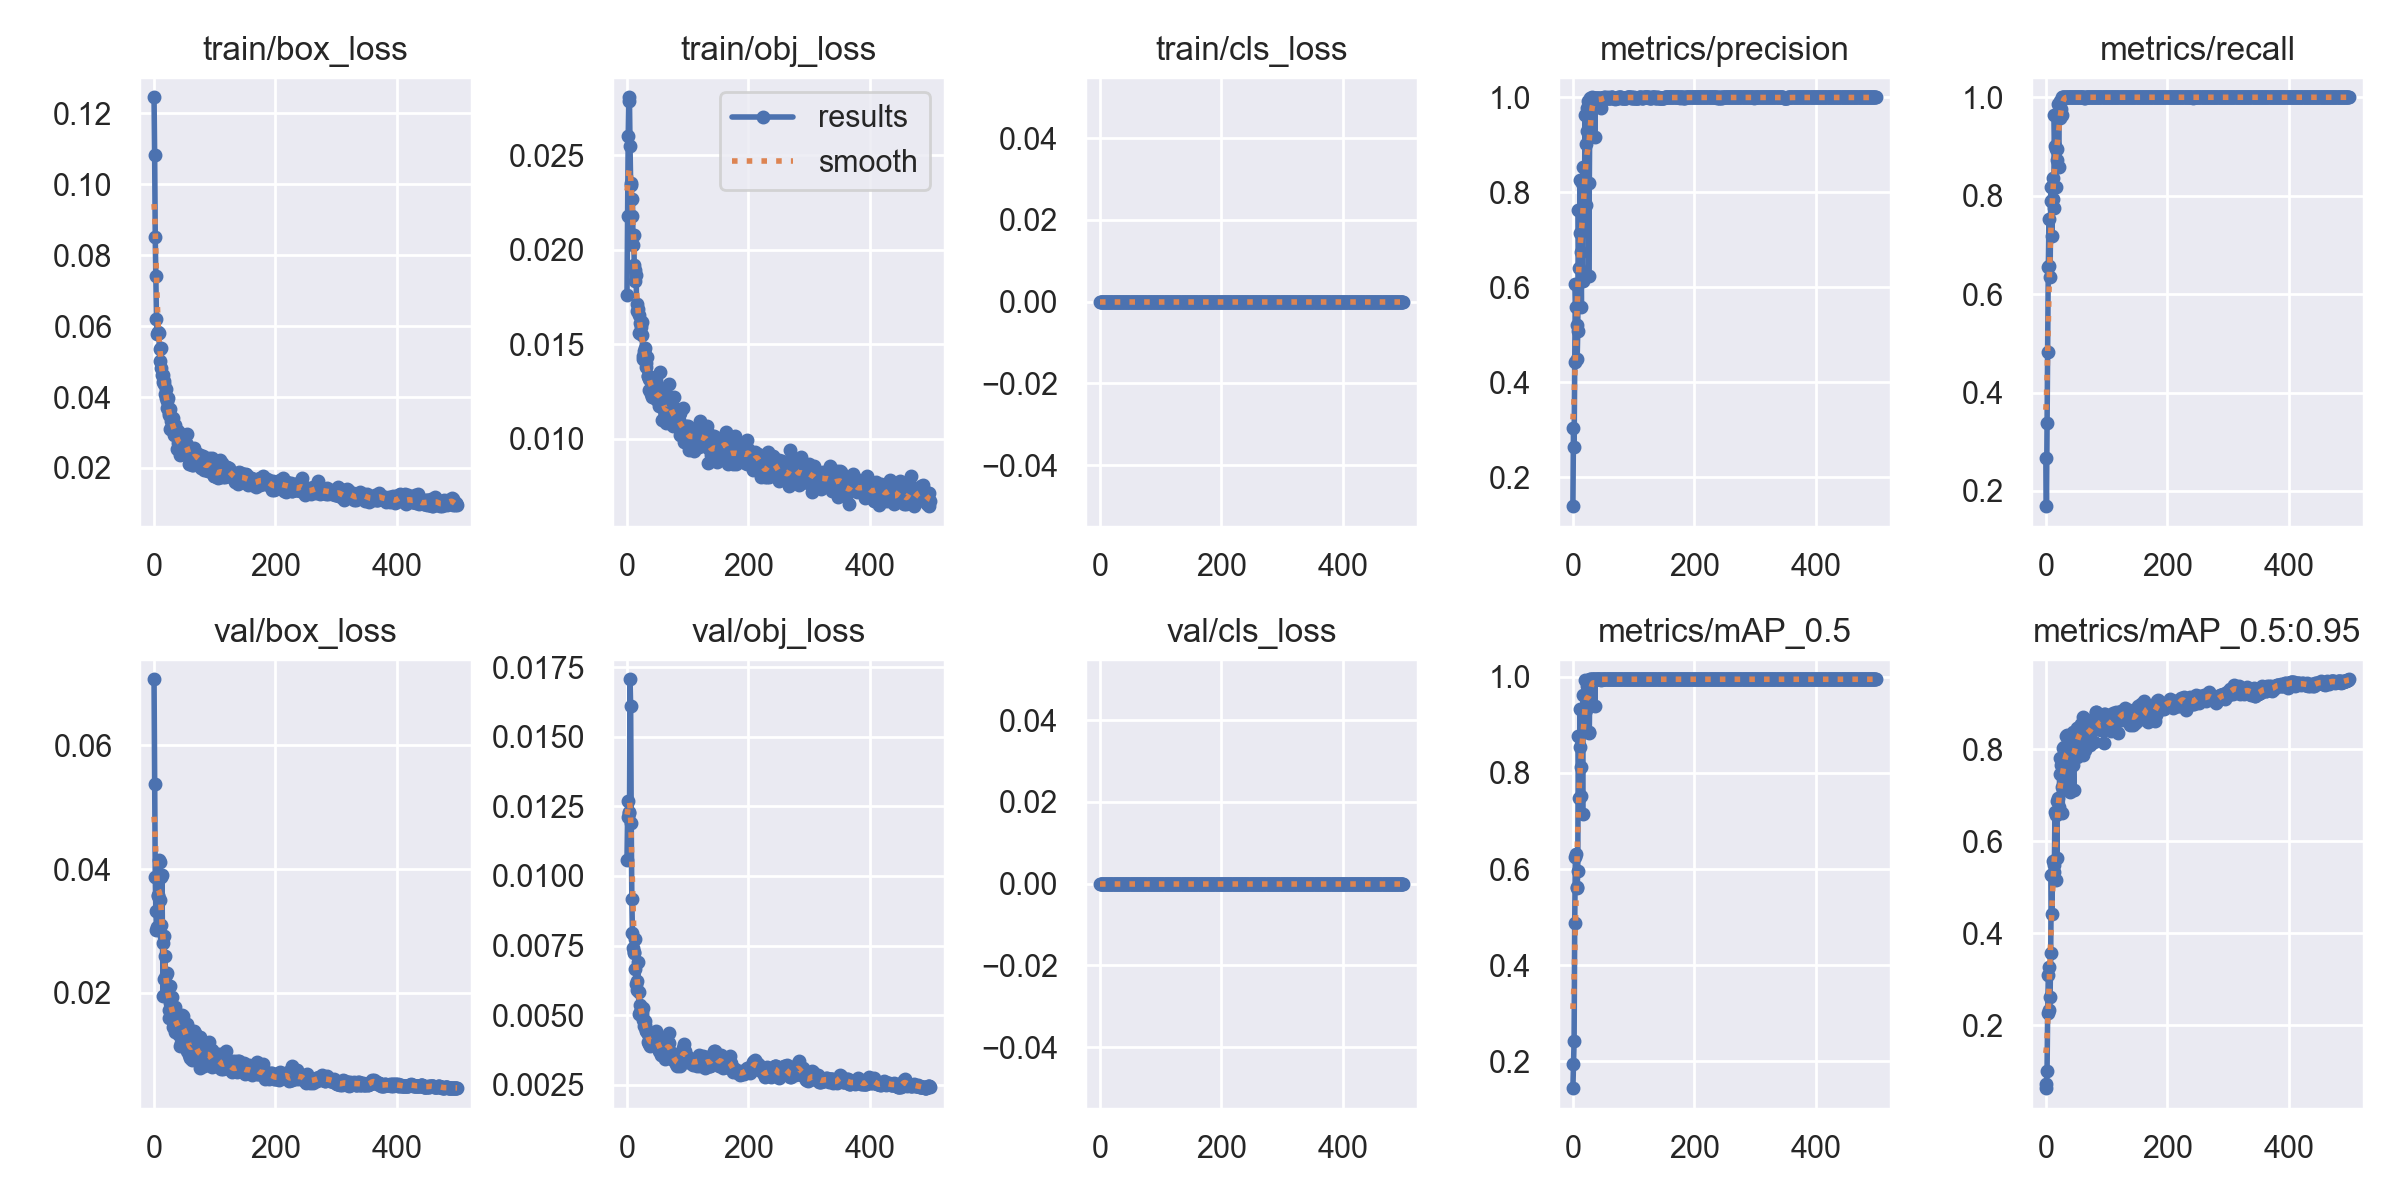 train/box_loss
0.12
0.10
0.08
0.06
0.04
0.02
0 200 400
train/obj_loss
results
smooth
0.025
0.020
0.015
0.010
0 200 400
train/cls_loss
0.04
0.02
0.00
−0.02
−0.04
0 200 400
metrics/precision
1.0
0.8
0.6
0.4
0.2
0 200 400
metrics/recall
1.0
0.8
0.6
0.4
0.2
0 200 400
val/box_loss
0.06
0.04
0.02
0 200 400
val/obj_loss
0.0175
0.0150
0.0125
0.0100
0.0075
0.0050
0.0025
0 200 400
val/cls_loss
0.04
0.02
0.00
−0.02
−0.04
0 200 400
metrics/mAP_0.5
1.0
0.8
0.6
0.4
0.2
0 200 400
metrics/mAP_0.5:0.95
0.8
0.6
0.4
0.2
0 200 400